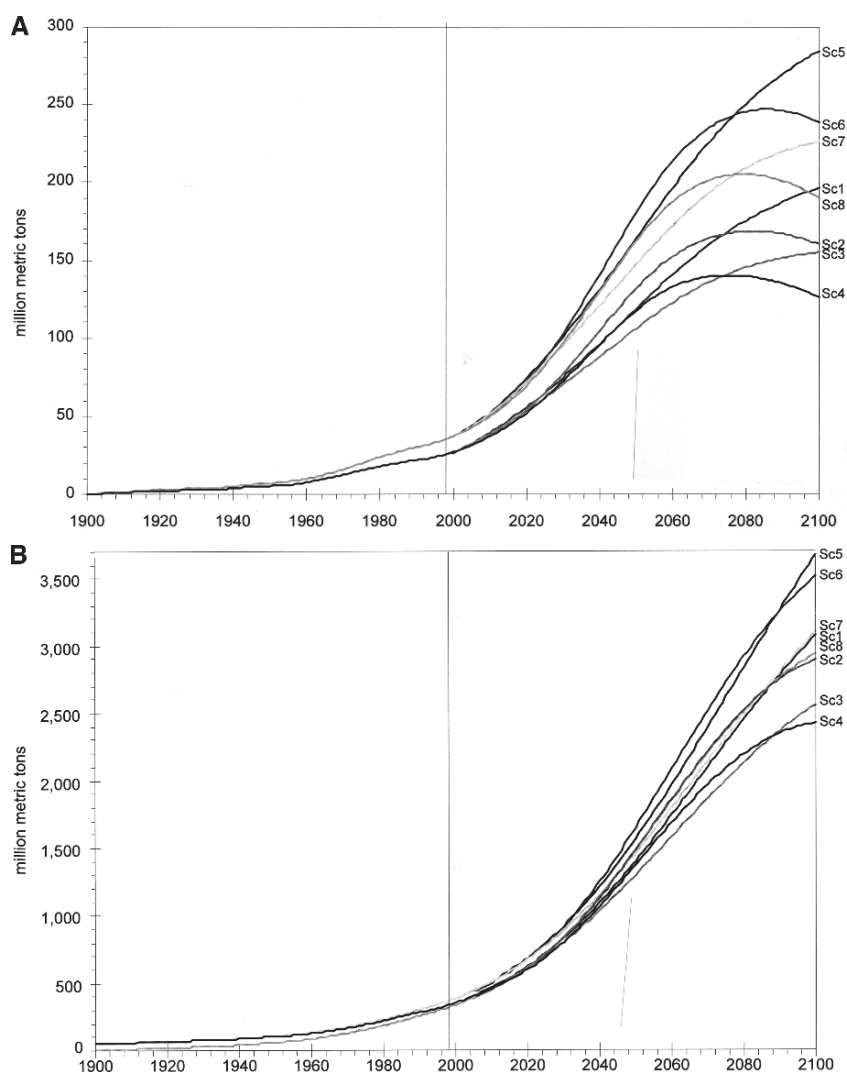 A
300
250
200
150
100
50
0
million metric tons
Sc5
Sc6
Sc7
Sc1
Sc8
Sc2
Sc3
Sc4
1900 1920 1940 1960 1980 2000 2020 2040 2060 2080 2100
B
3,500
3,000
2,500
2,000
1,500
1,000
500
0
million metric tons
Sc5
Sc6
Sc7
Sc1
Sc8
Sc2
Sc3
Sc4
1900 1920 1940 1960 1980 2000 2020 2040 2060 2080 2100